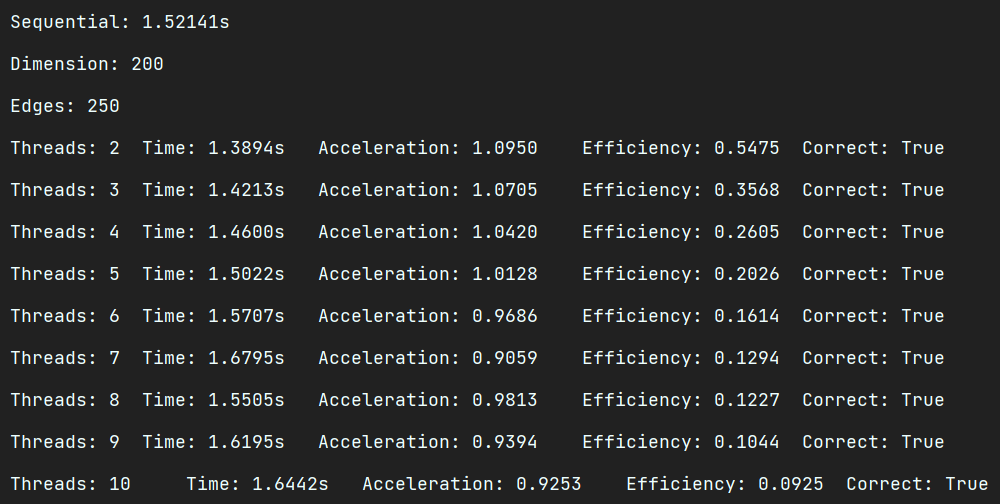 Sequential: 1.52141s
Dimension: 200
Edges: 250
Threads: 2  Time: 1.3894s   Acceleration: 1.0950    Efficiency: 0.5475  Correct: True
Threads: 3  Time: 1.4213s   Acceleration: 1.0705    Efficiency: 0.3568  Correct: True
Threads: 4  Time: 1.4600s   Acceleration: 1.0420    Efficiency: 0.2605  Correct: True
Threads: 5  Time: 1.5022s   Acceleration: 1.0128    Efficiency: 0.2026  Correct: True
Threads: 6  Time: 1.5707s   Acceleration: 0.9686    Efficiency: 0.1614  Correct: True
Threads: 7  Time: 1.6795s   Acceleration: 0.9059    Efficiency: 0.1294  Correct: True
Threads: 8  Time: 1.5505s   Acceleration: 0.9813    Efficiency: 0.1227  Correct: True
Threads: 9  Time: 1.6195s   Acceleration: 0.9394    Efficiency: 0.1044  Correct: True
Threads: 10     Time: 1.6442s   Acceleration: 0.9253    Efficiency: 0.0925  Correct: True